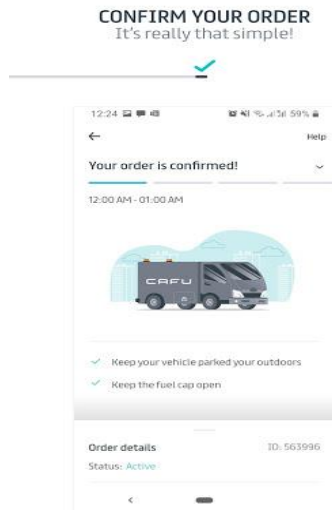 CONFIRM YOUR ORDER
It's really that simple!
12:24 59%
Help
Your order is confirmed!
12:00 AM - 01:00 AM
CAFU
Keep your vehicle parked your outdoors
Keep the fuel cap open
Order details ID: 563996
Status: Active